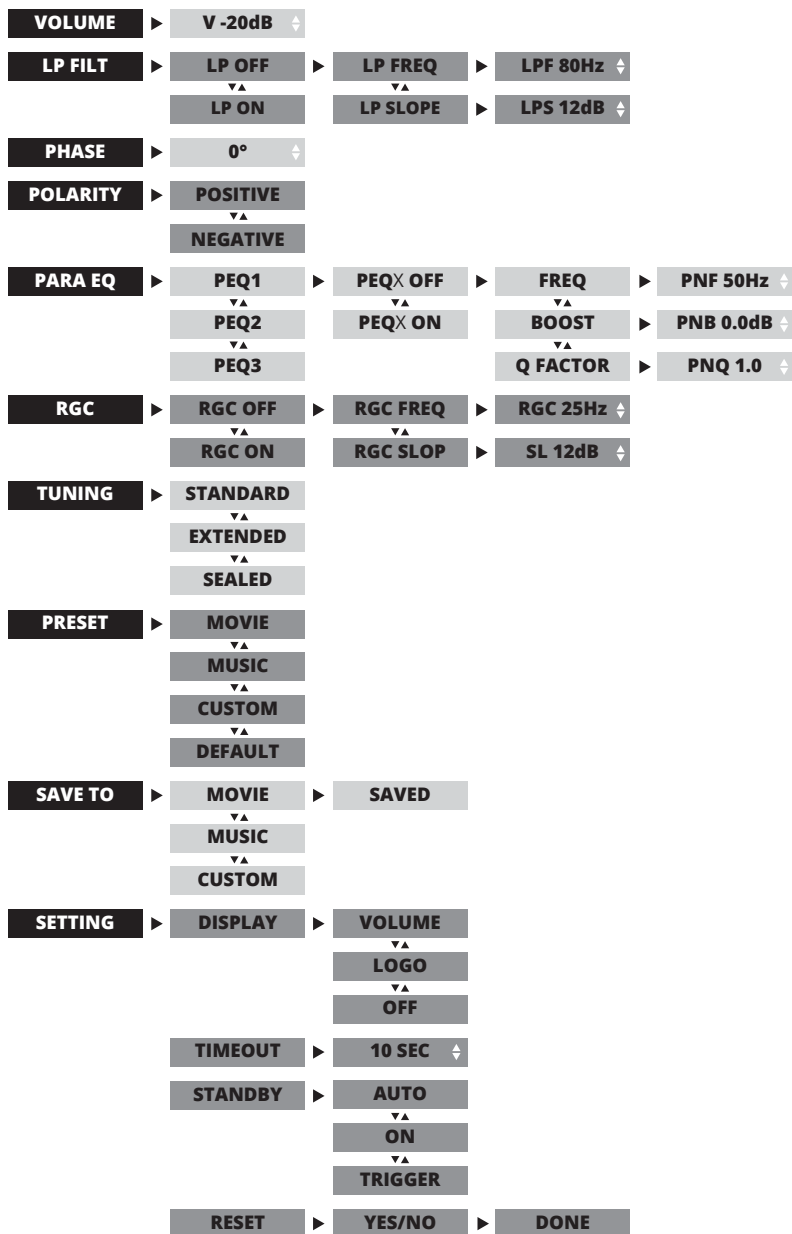 VOLUME V -20dB
LP FILT LP OFF LP FREQ LPF 80Hz
LP ON LP SLOPE LPS 12dB
PHASE 0°
POLARITY POSITIVE
NEGATIVE
PARA EQ PEQ1 PEQX OFF FREQ PNF 50Hz
PEQ2 PEQX ON BOOST PNB 0.0dB
PEQ3 Q FACTOR PNQ 1.0
RGC RGC OFF RGC FREQ RGC 25Hz
RGC ON RGC SLOP SL 12dB
TUNING STANDARD
EXTENDED
SEALED
PRESET MOVIE
MUSIC
CUSTOM
DEFAULT
SAVE TO MOVIE SAVED
MUSIC
CUSTOM
SETTING DISPLAY VOLUME
LOGO
OFF
TIMEOUT 10 SEC
STANDBY AUTO
ON
TRIGGER
RESET YES/NO DONE